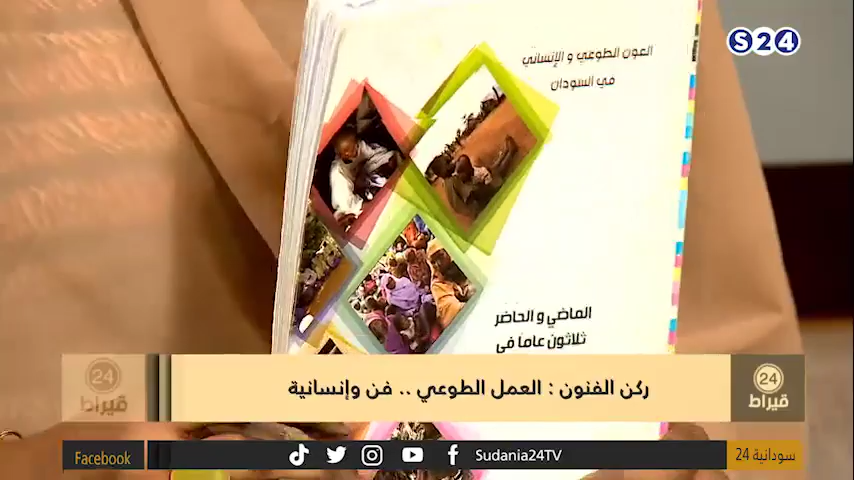 S24
العون الطوعي و الإنساني
في السودان
الماضي و الحاضر
ثلاثون عاما في
24
قيراط
ركن الفنون : العمل الطوعي .. فن وإنسانية
24
قيراط
Facebook
Sudania24TV
سودانية 24